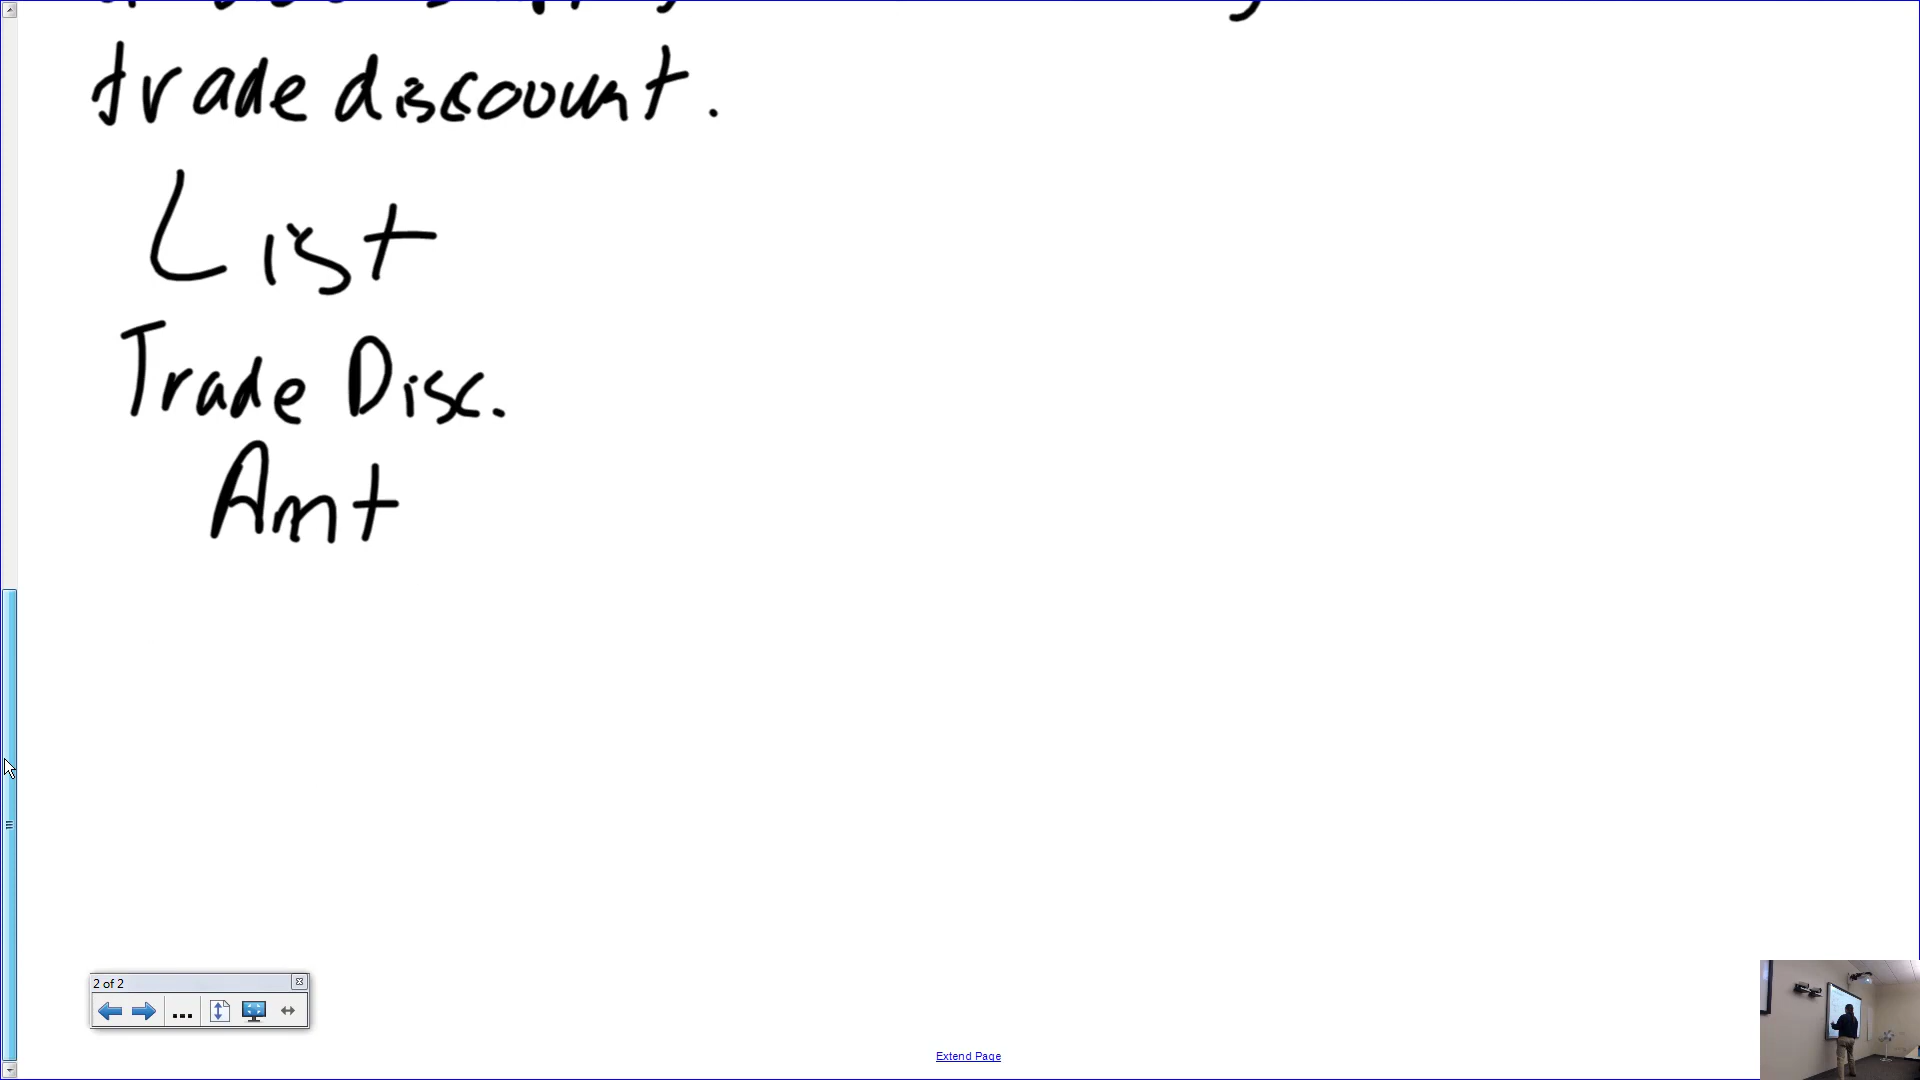 trade discount.
List
Trade Disc.
Amt
2 of 2
...
Extend Page